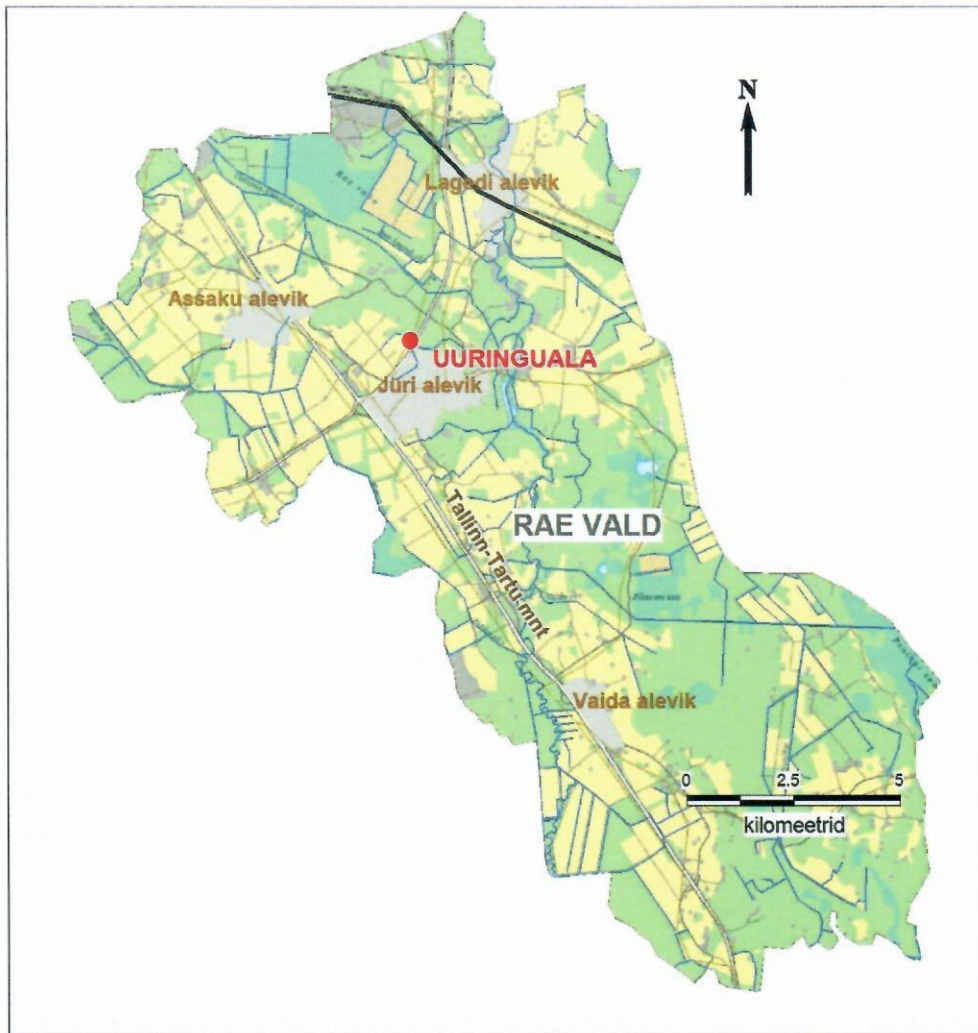 N
Lagedi alevik
Assaku alevik
UURINGUALA
Jüri alevik
RAE VALD
Tallinn-Tartu mnt
Vaida alevik
0 2.5 5
kilomeetrid